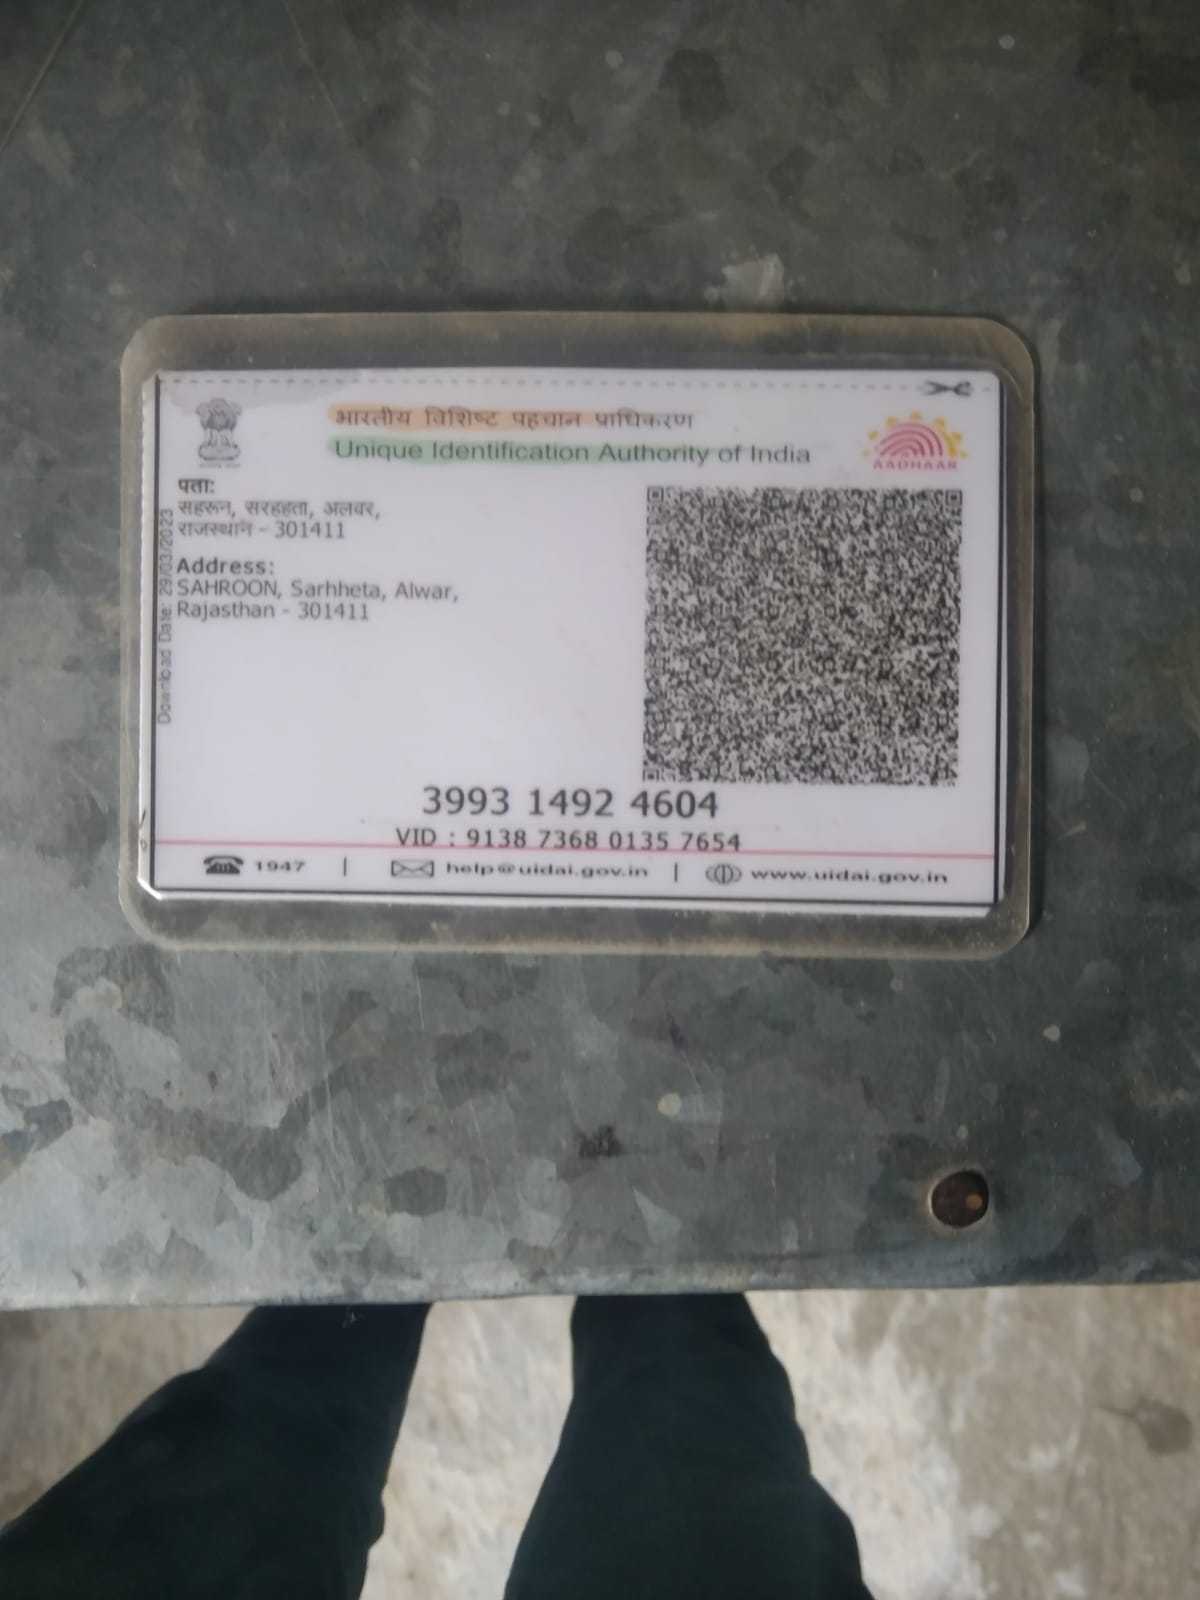 भारतीय विशिष्ट पहचान प्राधिकरण
Unique Identification Authority of India
AADHAAR
पता:
सहरून, सरहहता, अलवर,
राजस्थान - 301411
Address:
SAHROON, Sarhheta, Alwar,
Rajasthan - 301411
Download Date: 29/03/2023
3993 1492 4604
VID : 9138 7368 0135 7654
1947 | help@uidai.gov.in | www.uidai.gov.in